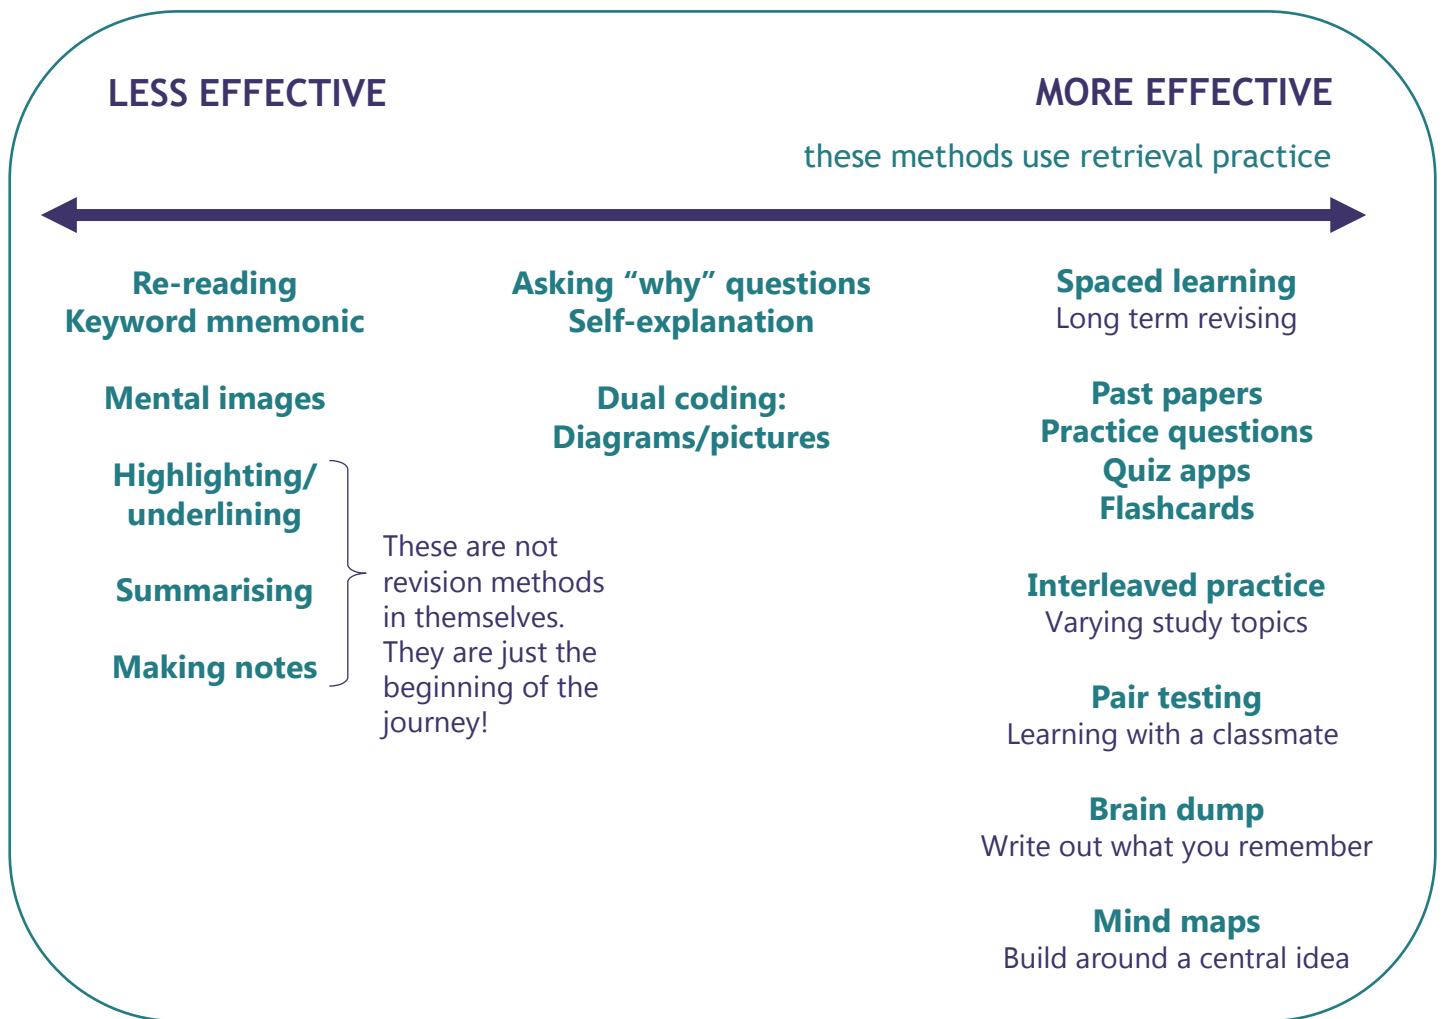 LESS EFFECTIVE
MORE EFFECTIVE
these methods use retrieval practice
Re-reading
Keyword mnemonic
Mental images
Highlighting/
underlining
Summarising
Making notes
These are not
revision methods
in themselves.
They are just the
beginning of the
journey!
Asking “why” questions
Self-explanation
Dual coding:
Diagrams/pictures
Spaced learning
Long term revising
Past papers
Practice questions
Quiz apps
Flashcards
Interleaved practice
Varying study topics
Pair testing
Learning with a classmate
Brain dump
Write out what you remember
Mind maps
Build around a central idea